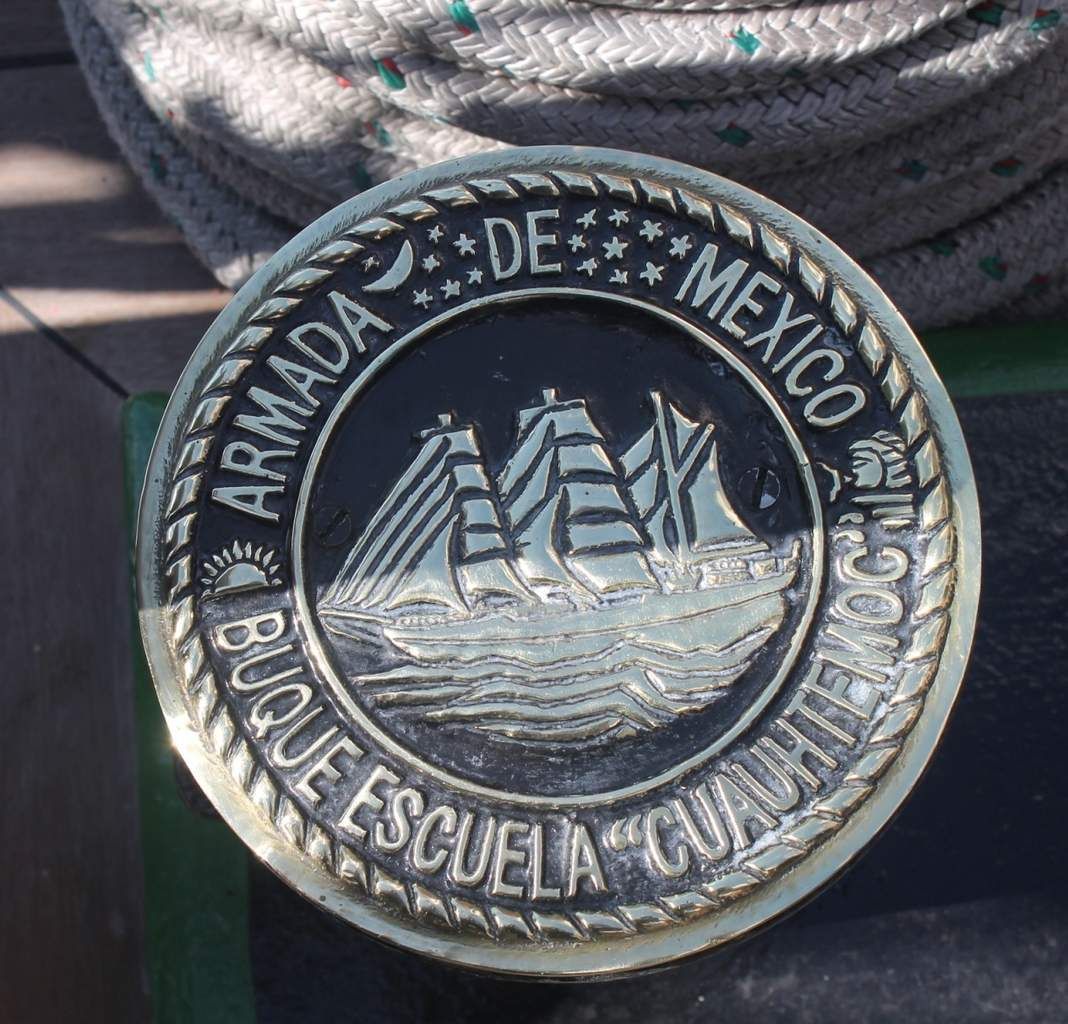 ARMADA DE MEXICO
BUQUE ESCUELA “CUAUHTEMOC”